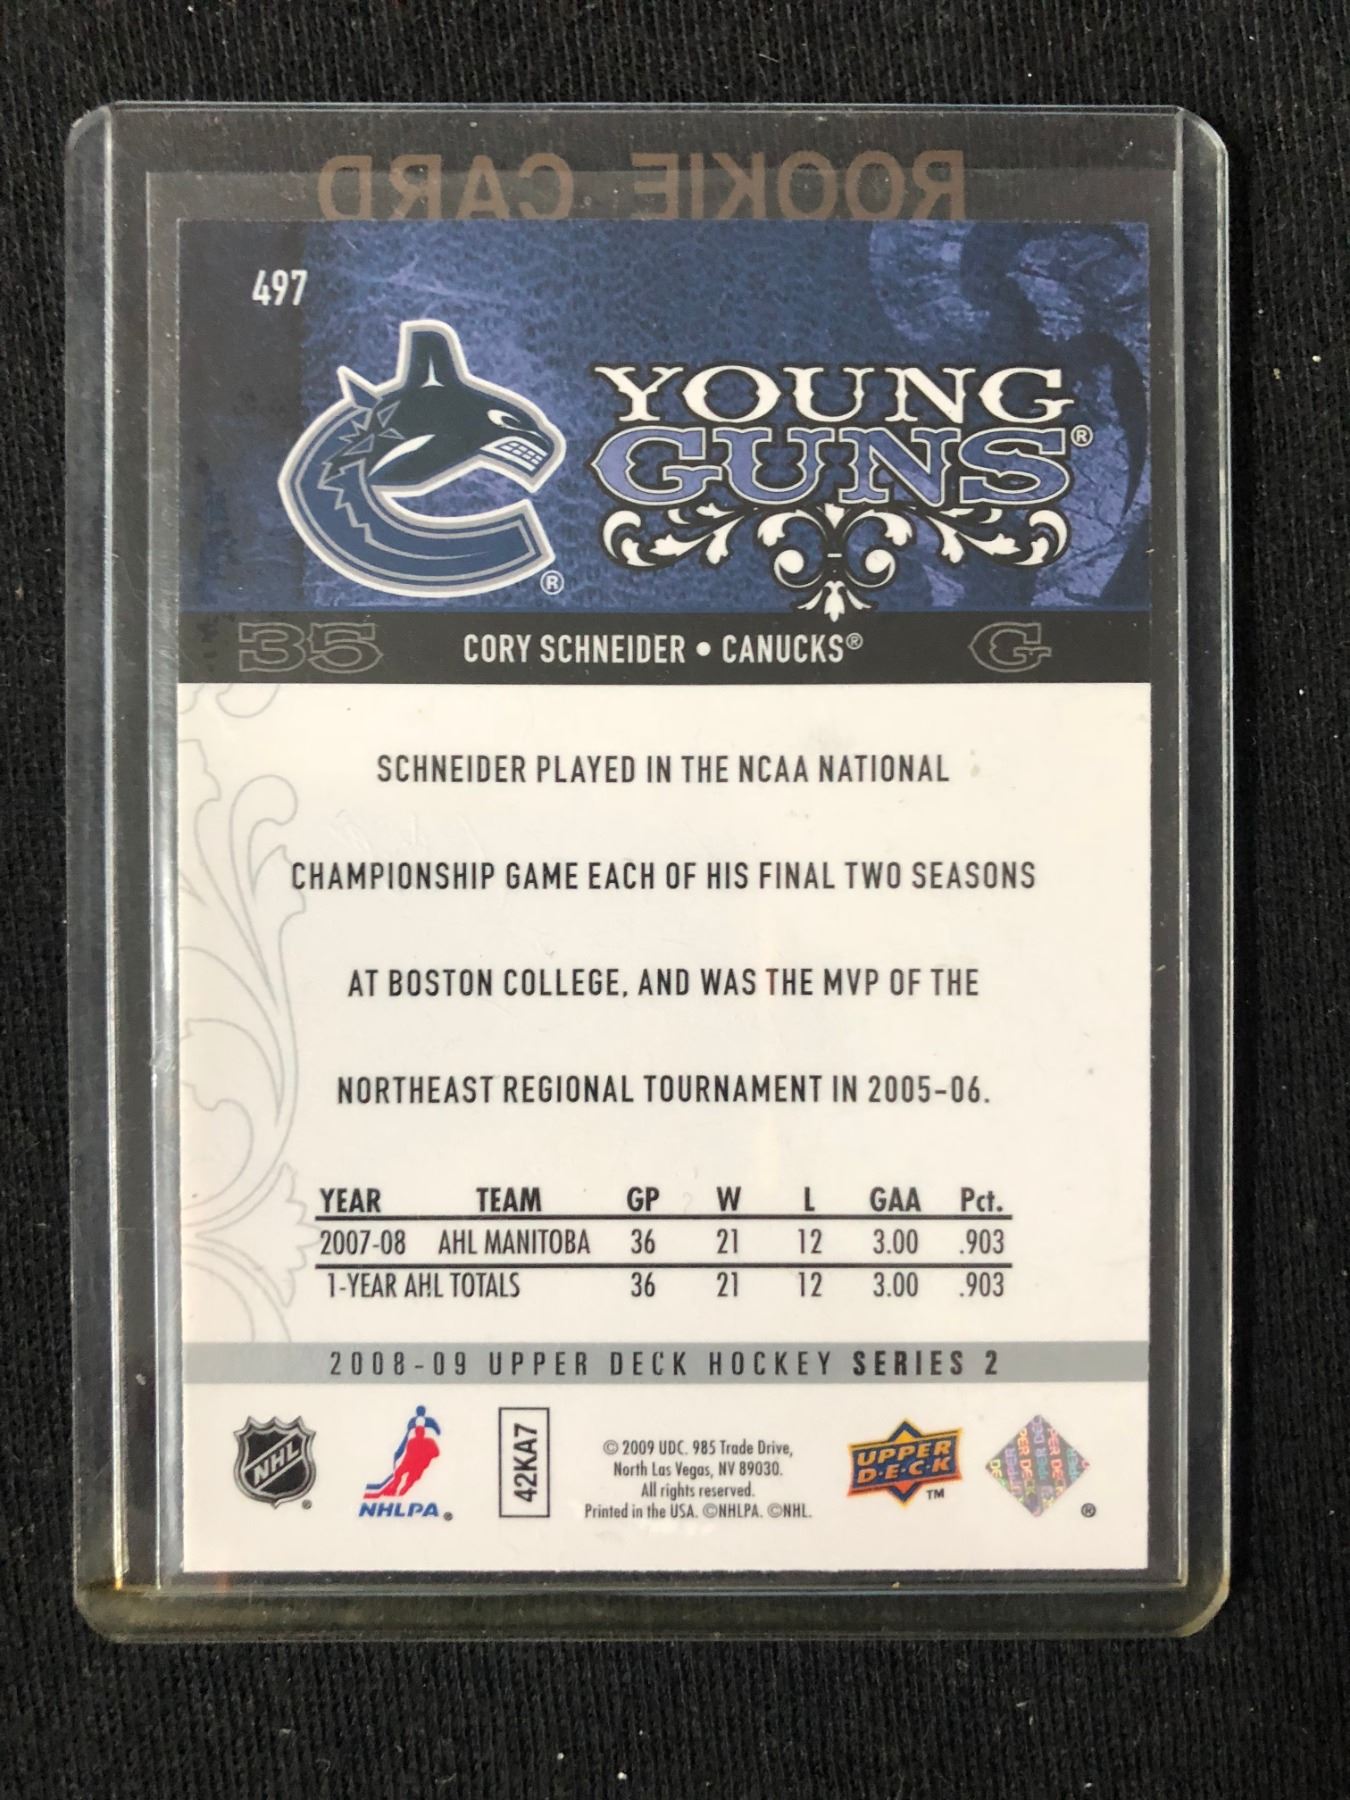 ROOKIE CARD
497
YOUNG
GUNS®
35 CORY SCHNEIDER • CANUCKS® G
SCHNEIDER PLAYED IN THE NCAA NATIONAL
CHAMPIONSHIP GAME EACH OF HIS FINAL TWO SEASONS
AT BOSTON COLLEGE, AND WAS THE MVP OF THE
NORTHEAST REGIONAL TOURNAMENT IN 2005-06.
YEAR TEAM GP W L GAA Pct.
2007-08 AHL MANITOBA 36 21 12 3.00 .903
1-YEAR AHL TOTALS 36 21 12 3.00 .903
2008-09 UPPER DECK HOCKEY SERIES 2
NHL®
NHLPA®
42KA7
© 2009 UDC. 985 Trade Drive,
North Las Vegas, NV 89030.
All rights reserved.
Printed in the USA. ©NHLPA. ©NHL.
UPPER
D·E·C·K
TM
®